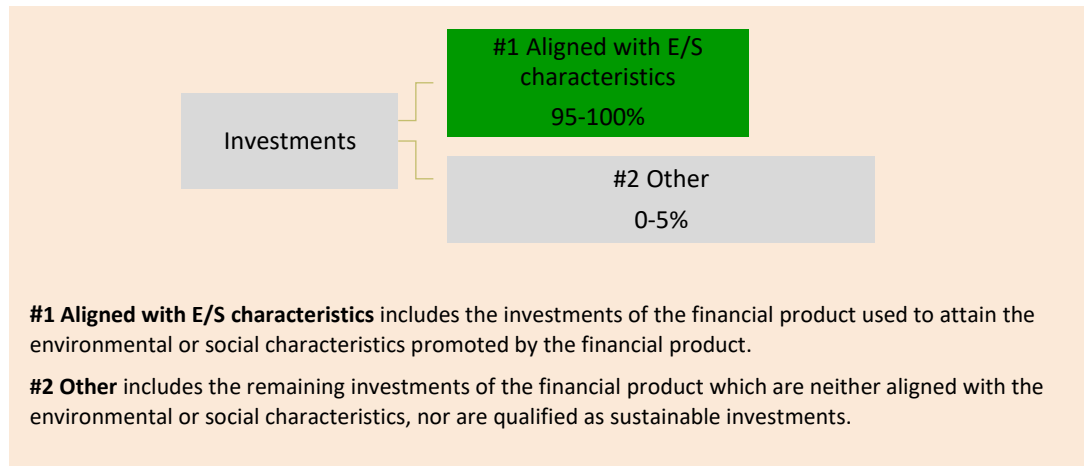 #1 Aligned with E/S
characteristics
95-100%
Investments
#2 Other
0-5%
#1 Aligned with E/S characteristics includes the investments of the financial product used to attain the
environmental or social characteristics promoted by the financial product.
#2 Other includes the remaining investments of the financial product which are neither aligned with the
environmental or social characteristics, nor are qualified as sustainable investments.